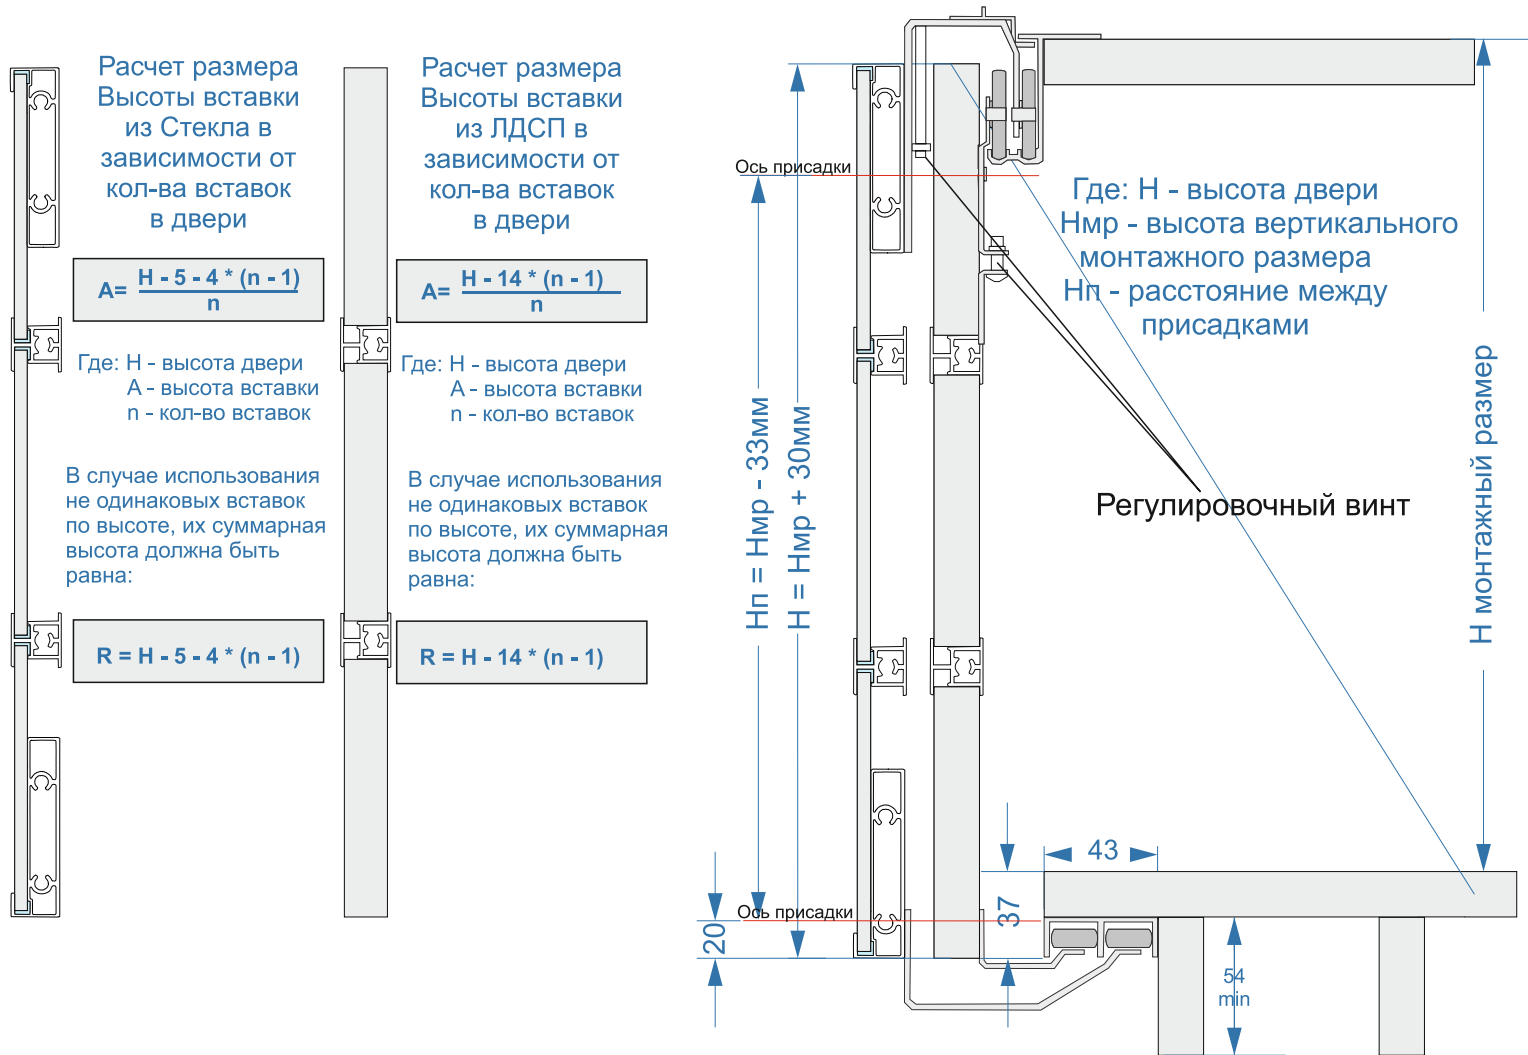 Расчет размера
Высоты вставки
из Стекла в
зависимости от
кол-ва вставок
в двери
A= H - 5 - 4 * (n - 1)
n
Где: H - высота двери
A - высота вставки
n - кол-во вставок
В случае использования
не одинаковых вставок
по высоте, их суммарная
высота должна быть
равна:
R = H - 5 - 4 * (n - 1)
Расчет размера
Высоты вставки
из ЛДСП в
зависимости от
кол-ва вставок
в двери
A= H - 14 * (n - 1)
n
Где: H - высота двери
A - высота вставки
n - кол-во вставок
В случае использования
не одинаковых вставок
по высоте, их суммарная
высота должна быть
равна:
R = H - 14 * (n - 1)
Ось присадки
Hп = Hмр - 33мм
H = Hмр + 30мм
Где: H - высота двери
Hмр - высота вертикального
монтажного размера
Hп - расстояние между
присадками
Регулировочный винт
H монтажный размер
Ось присадки
20
37
43
54
min